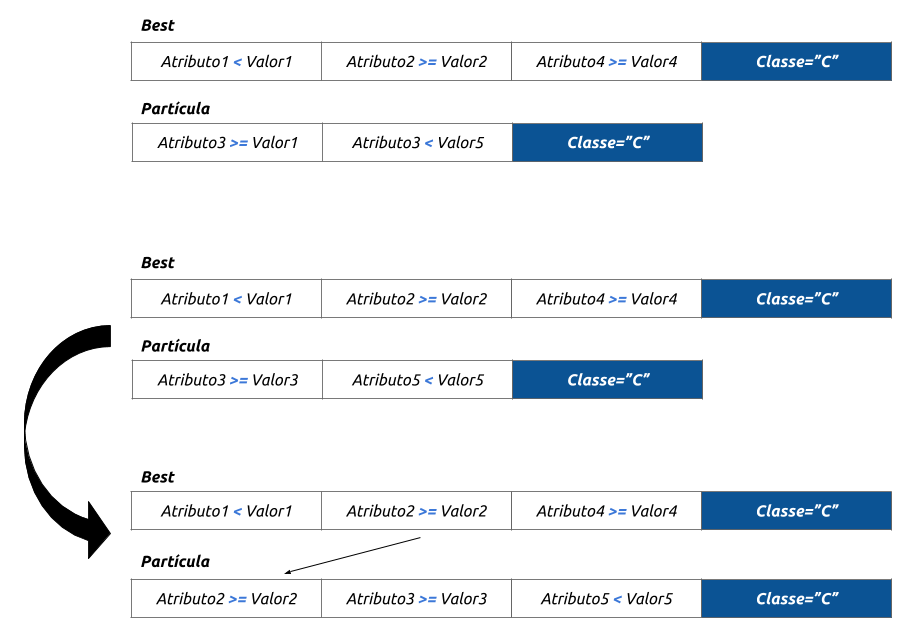 Best
Atributo1 < Valor1 Atributo2 >= Valor2 Atributo4 >= Valor4 Classe=”C”
Partícula
Atributo3 >= Valor1 Atributo3 < Valor5 Classe=”C”
Best
Atributo1 < Valor1 Atributo2 >= Valor2 Atributo4 >= Valor4 Classe=”C”
Partícula
Atributo3 >= Valor3 Atributo5 < Valor5 Classe=”C”
Best
Atributo1 < Valor1 Atributo2 >= Valor2 Atributo4 >= Valor4 Classe=”C”
Partícula
Atributo2 >= Valor2 Atributo3 >= Valor3 Atributo5 < Valor5 Classe=”C”